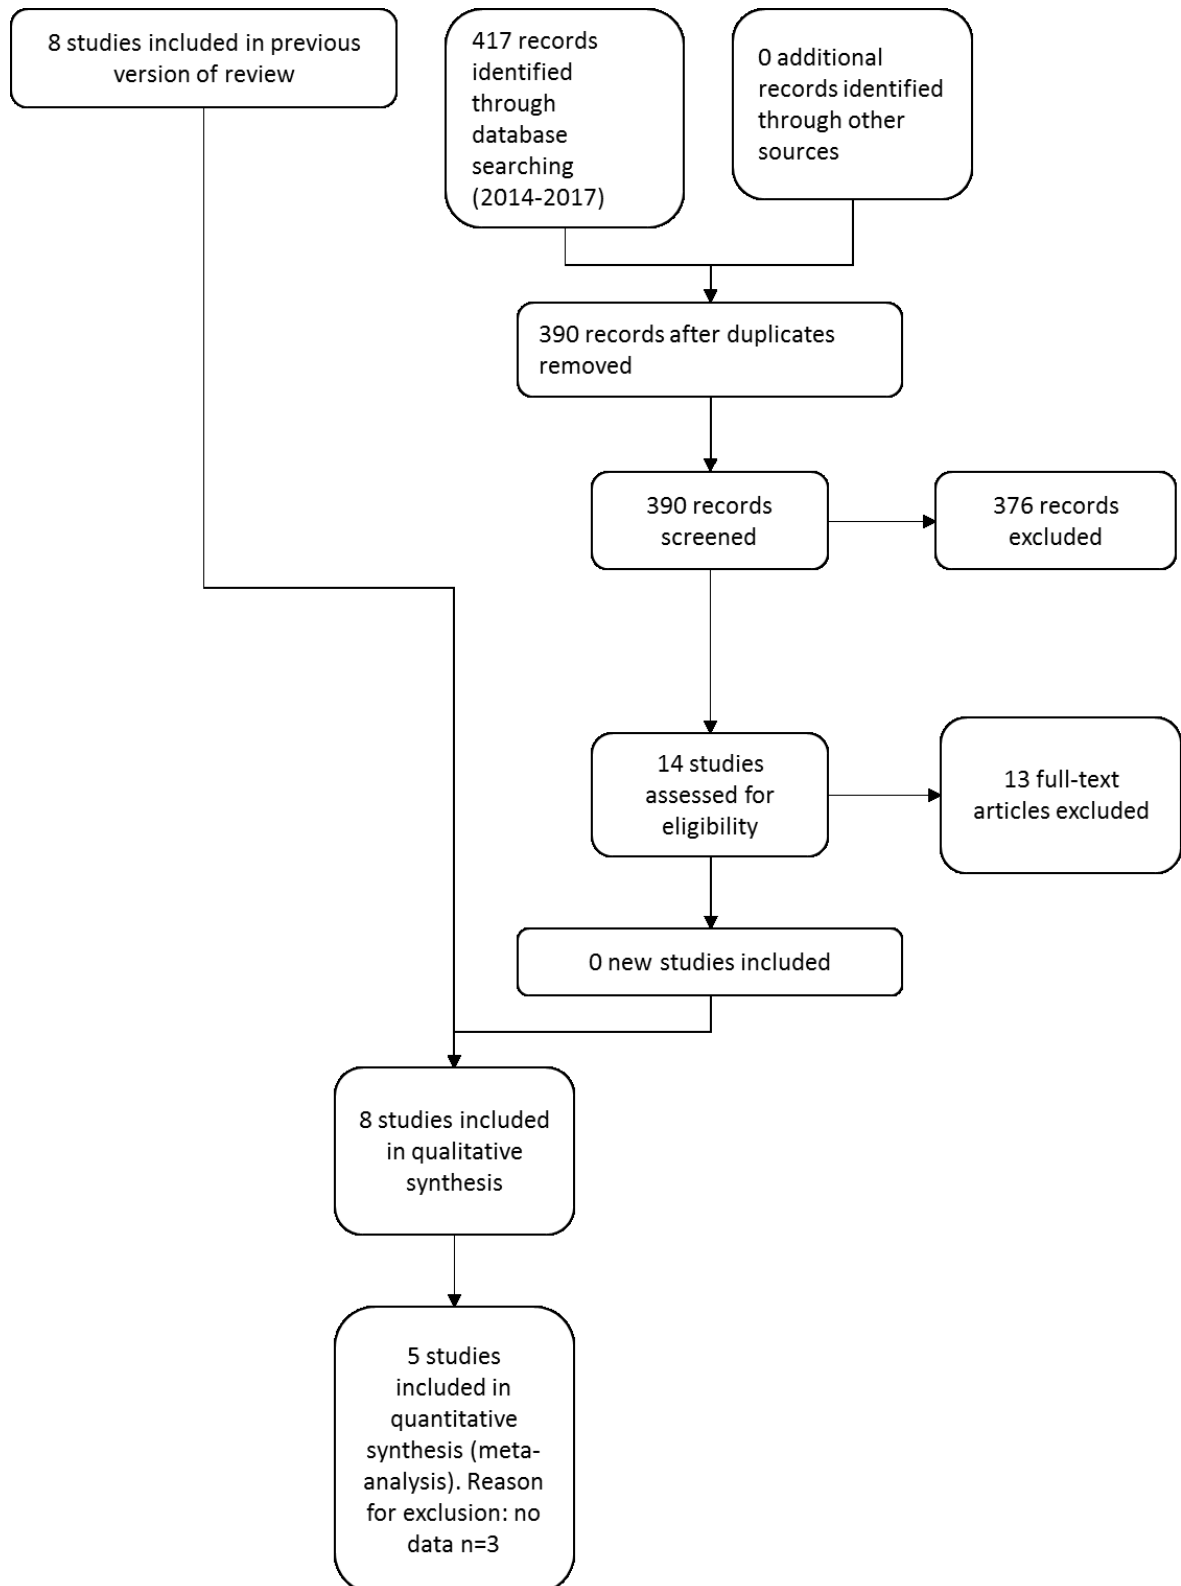 8 studies included in previous
version of review
417 records
identified
through
database
searching
(2014-2017)
0 additional
records identified
through other
sources
390 records after duplicates
removed
390 records
screened
376 records
excluded
14 studies
assessed for
eligibility
13 full-text
articles excluded
0 new studies included
8 studies included
in qualitative
synthesis
5 studies
included in
quantitative
synthesis (meta-
analysis). Reason
for exclusion: no
data n=3